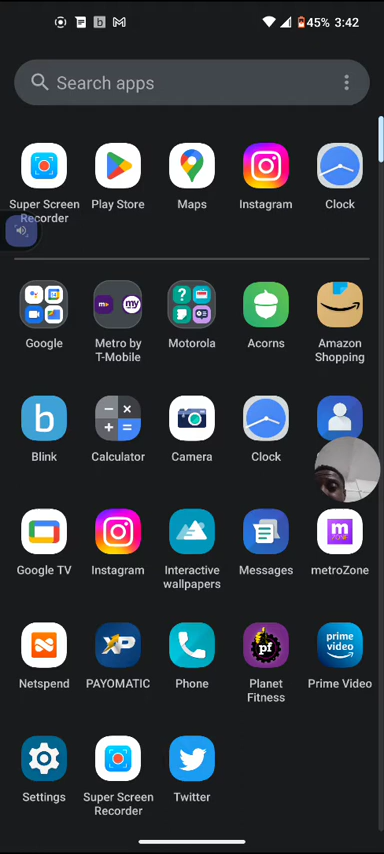 45% 3:42
Search apps
Super Screen Recorder
Play Store
Maps
Instagram
Clock
Google
Metro by T-Mobile
Motorola
Acorns
Amazon Shopping
Blink
Calculator
Camera
Clock
Google TV
Instagram
Interactive wallpapers
Messages
metroZone
Netspend
PAYOMATIC
Phone
Planet Fitness
prime video
Prime Video
Settings
Super Screen Recorder
Twitter